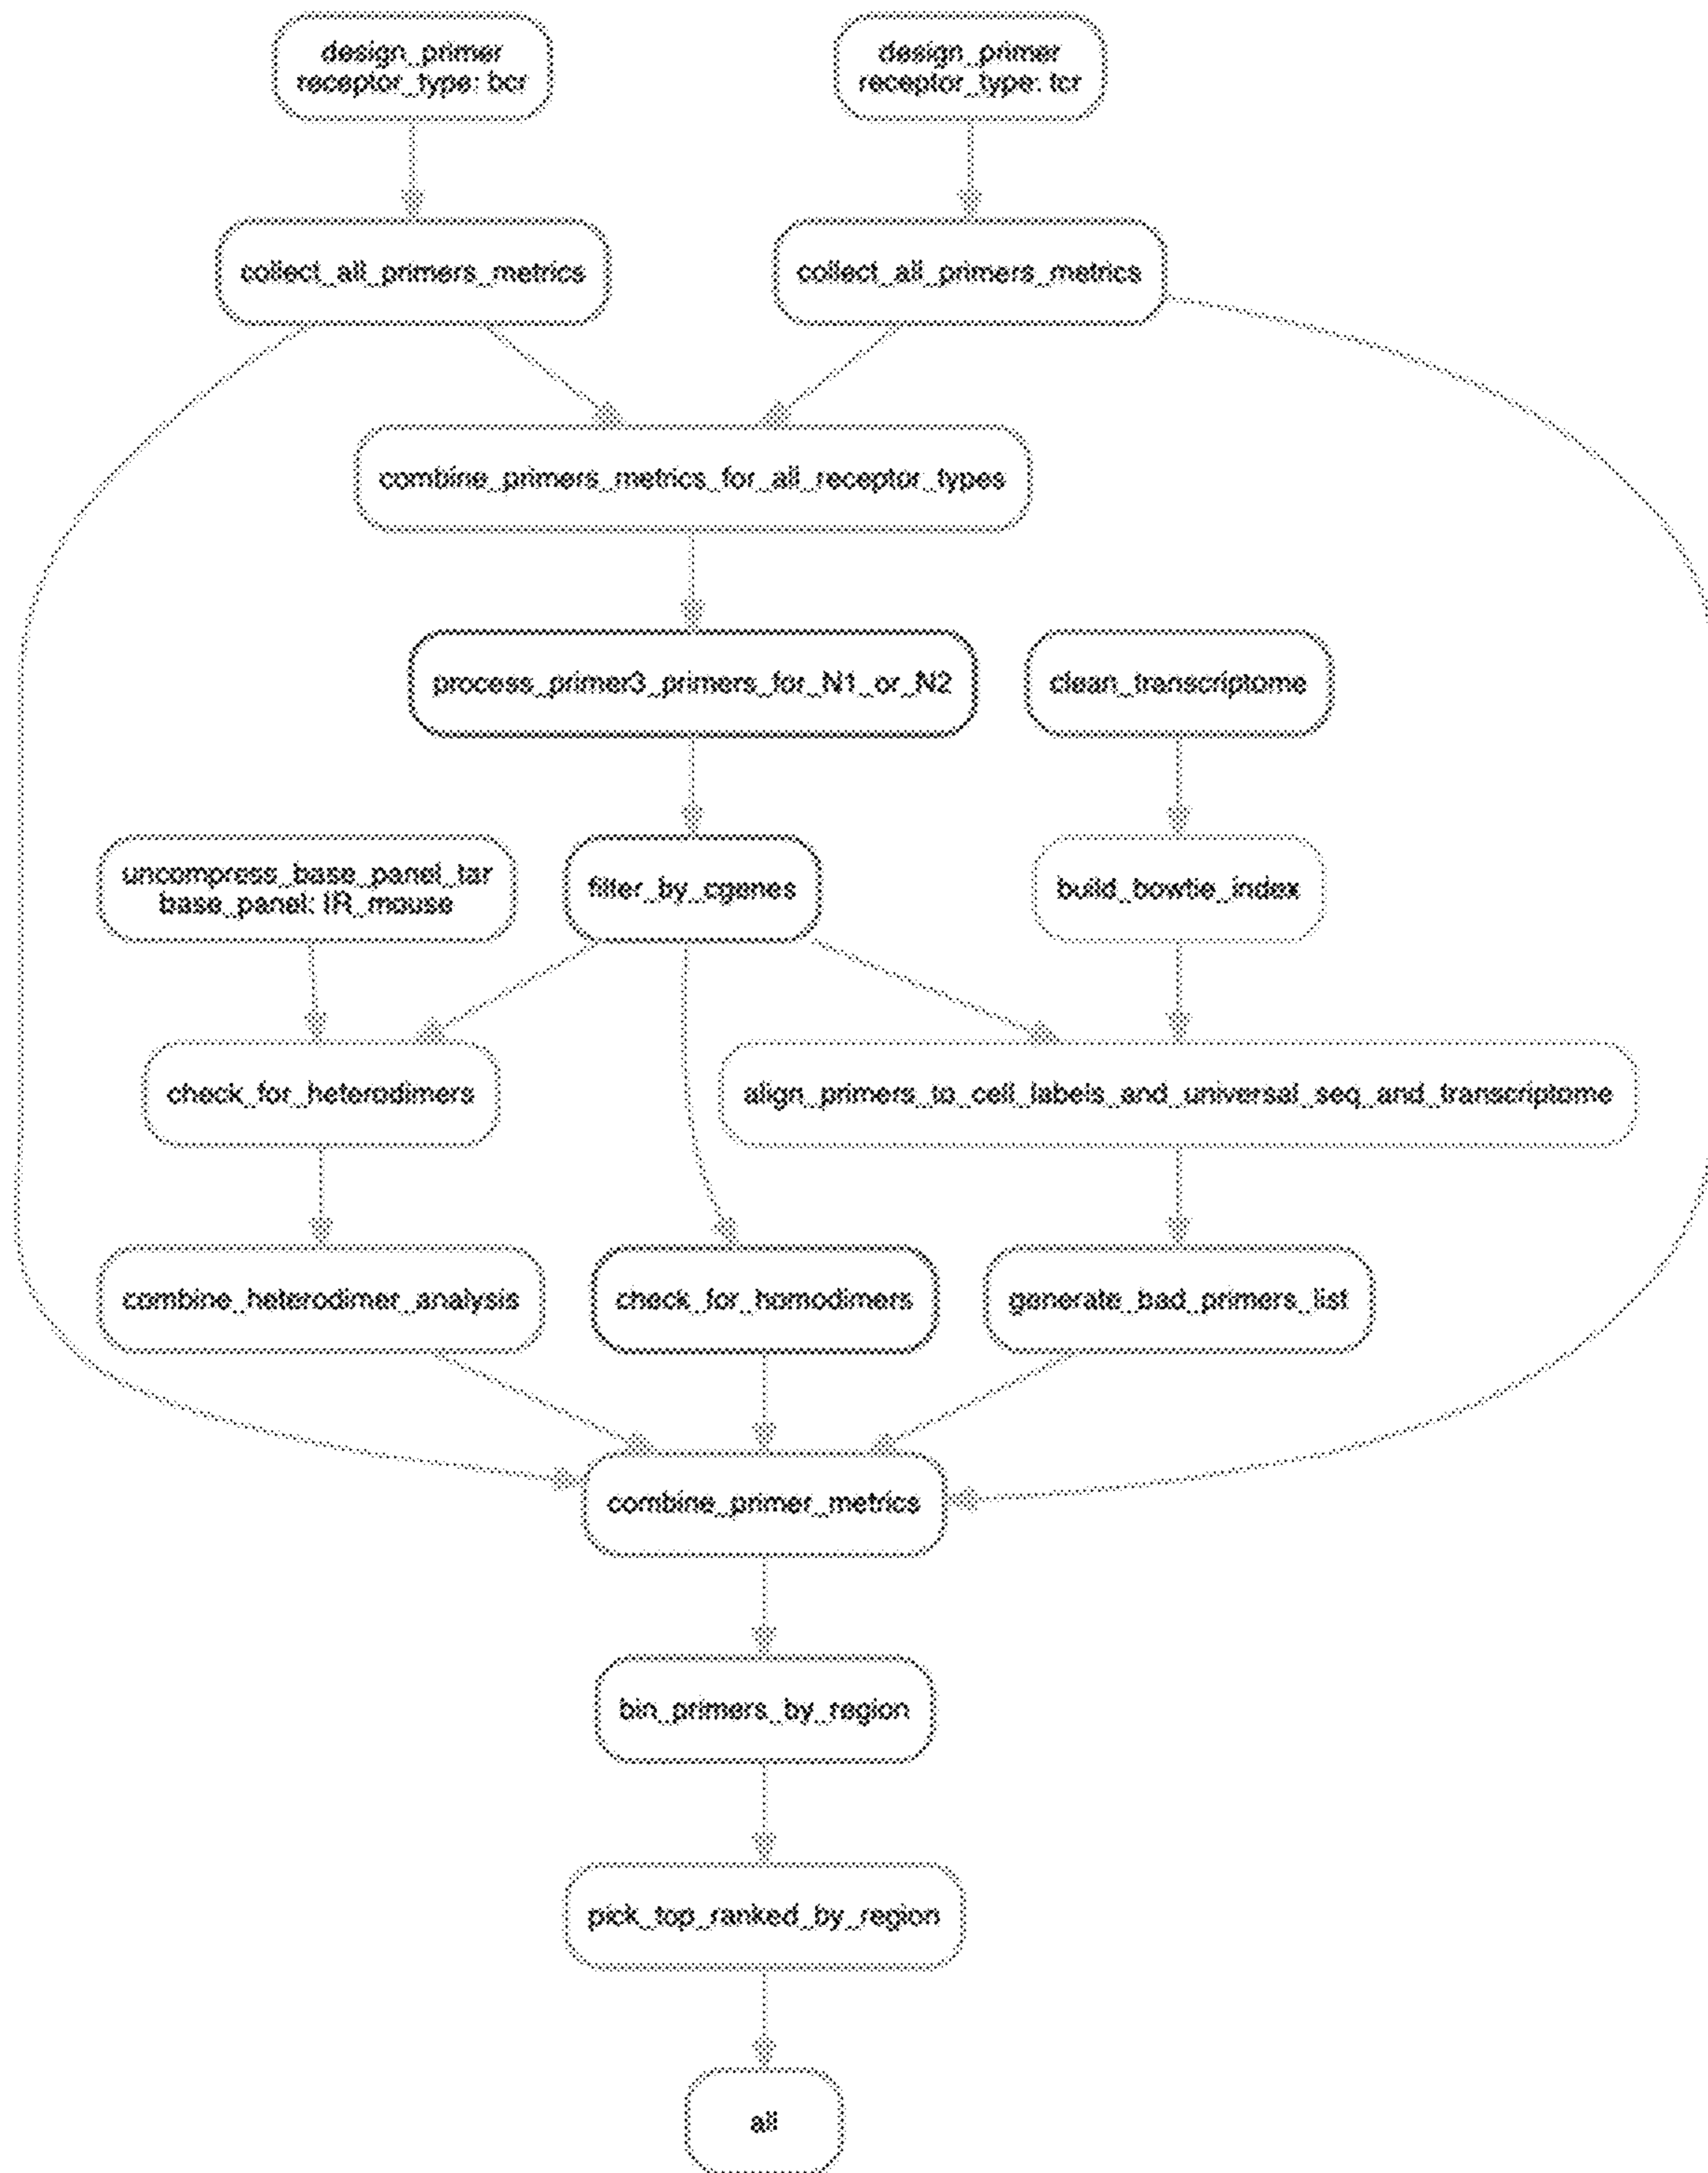 design_primer
receptor_type: bcr
design_primer
receptor_type: tcr
collect_all_primers_metrics
collect_all_primers_metrics
combine_primers_metrics_for_all_receptor_types
process_primer3_primers_for_N1_or_N2
clean_transcriptome
uncompress_base_panel_tar
base_panel: IR_mouse
filter_by_cgenes
build_bowtie_index
check_for_heterodimers
align_primers_to_cell_labels_and_universal_seq_and_transcriptome
combine_heterodimer_analysis
check_for_homodimers
generate_bad_primers_list
combine_primer_metrics
bin_primers_by_region
pick_top_ranked_by_region
all